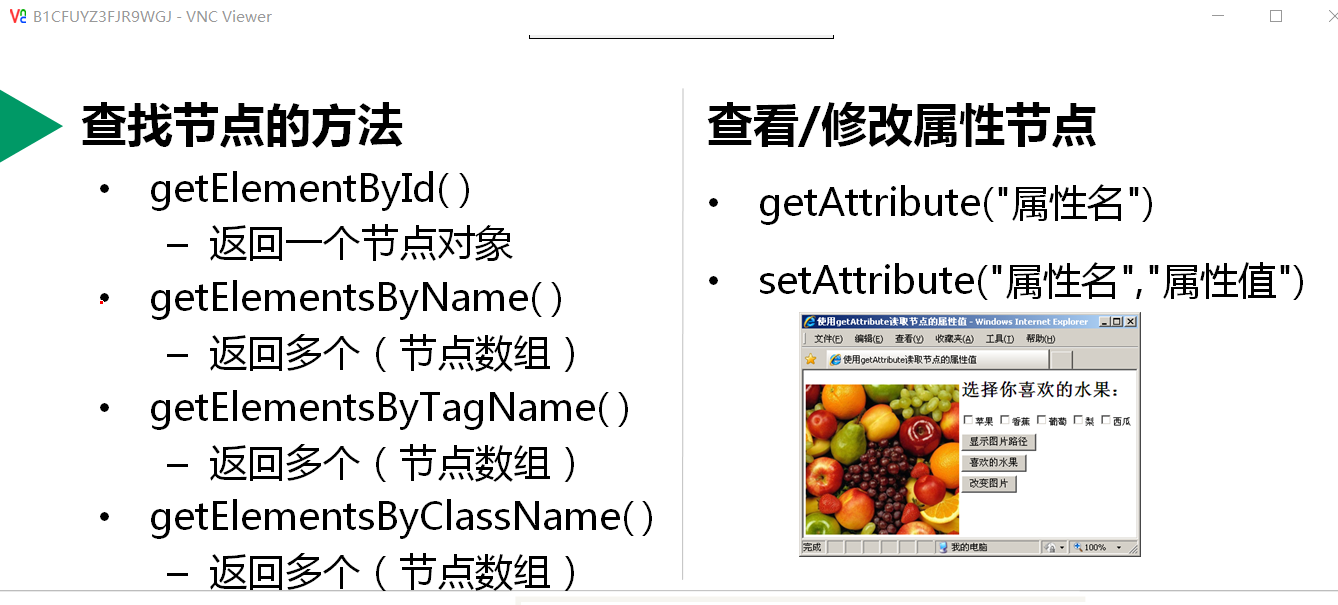 B1CFUYZ3FJR9WGJ - VNC Viewer
查找节点的方法
• getElementById( )
– 返回一个节点对象
• getElementsByName( )
– 返回多个（节点数组）
• getElementsByTagName( )
– 返回多个（节点数组）
• getElementsByClassName( )
– 返回多个（节点数组）
查看/修改属性节点
• getAttribute("属性名")
• setAttribute("属性名","属性值")
使用getAttribute读取节点的属性值 - Windows Internet Explorer
文件(F) 编辑(E) 查看(V) 收藏夹(A) 工具(T) 帮助(H)
使用getAttribute读取节点的属性值
选择你喜欢的水果：
苹果 香蕉 葡萄 梨 西瓜
显示图片路径
喜欢的水果
改变图片
完成 我的电脑 100%